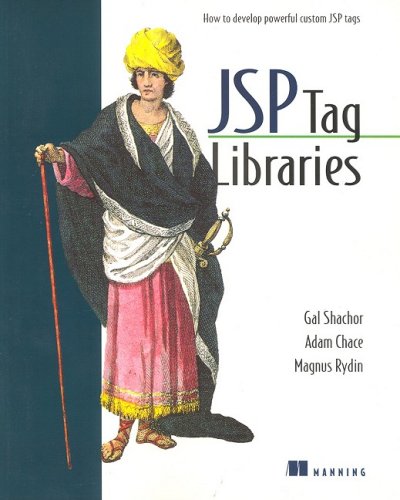 How to develop powerful custom JSP tags
JSP Tag
Libraries
Gal Shachor
Adam Chace
Magnus Rydin
MANNING